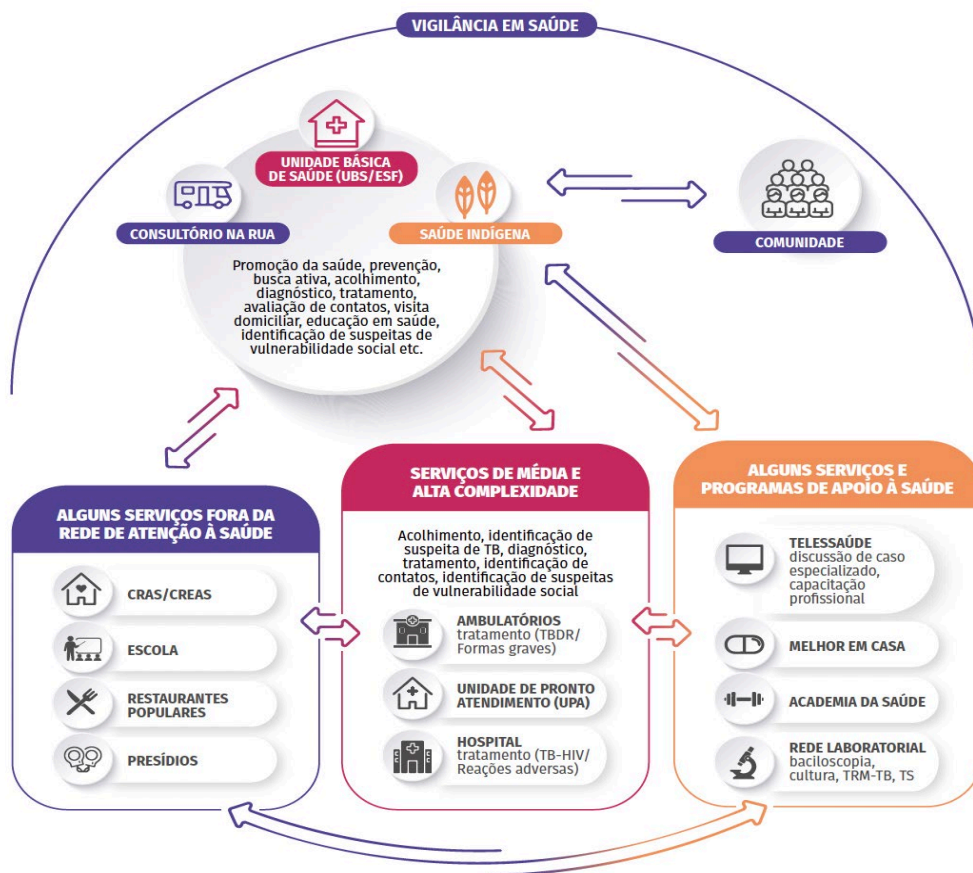 VIGILÂNCIA EM SAÚDE
UNIDADE BÁSICA
DE SAÚDE (UBS/ESF)
CONSULTÓRIO NA RUA
SAÚDE INDÍGENA
COMUNIDADE
Promoção da saúde, prevenção,
busca ativa, acolhimento,
diagnóstico, tratamento,
avaliação de contatos, visita
domiciliar, educação em saúde,
identificação de suspeitas de
vulnerabilidade social etc.
ALGUNS SERVIÇOS FORA DA
REDE DE ATENÇÃO À SAÚDE
CRAS/CREAS
ESCOLA
RESTAURANTES
POPULARES
PRESÍDIOS
SERVIÇOS DE MÉDIA E
ALTA COMPLEXIDADE
Acolhimento, identificação de
suspeita de TB, diagnóstico,
tratamento, identificação de
contatos, identificação de suspeitas
de vulnerabilidade social
AMBULATÓRIOS
tratamento (TBDR/
Formas graves)
UNIDADE DE PRONTO
ATENDIMENTO (UPA)
HOSPITAL
tratamento (TB-HIV/
Reações adversas)
ALGUNS SERVIÇOS E
PROGRAMAS DE APOIO À SAÚDE
TELESSAÚDE
discussão de caso
especializado,
capacitação
profissional
MELHOR EM CASA
ACADEMIA DA SAÚDE
REDE LABORATORIAL
baciloscopia,
cultura, TRM-TB, TS